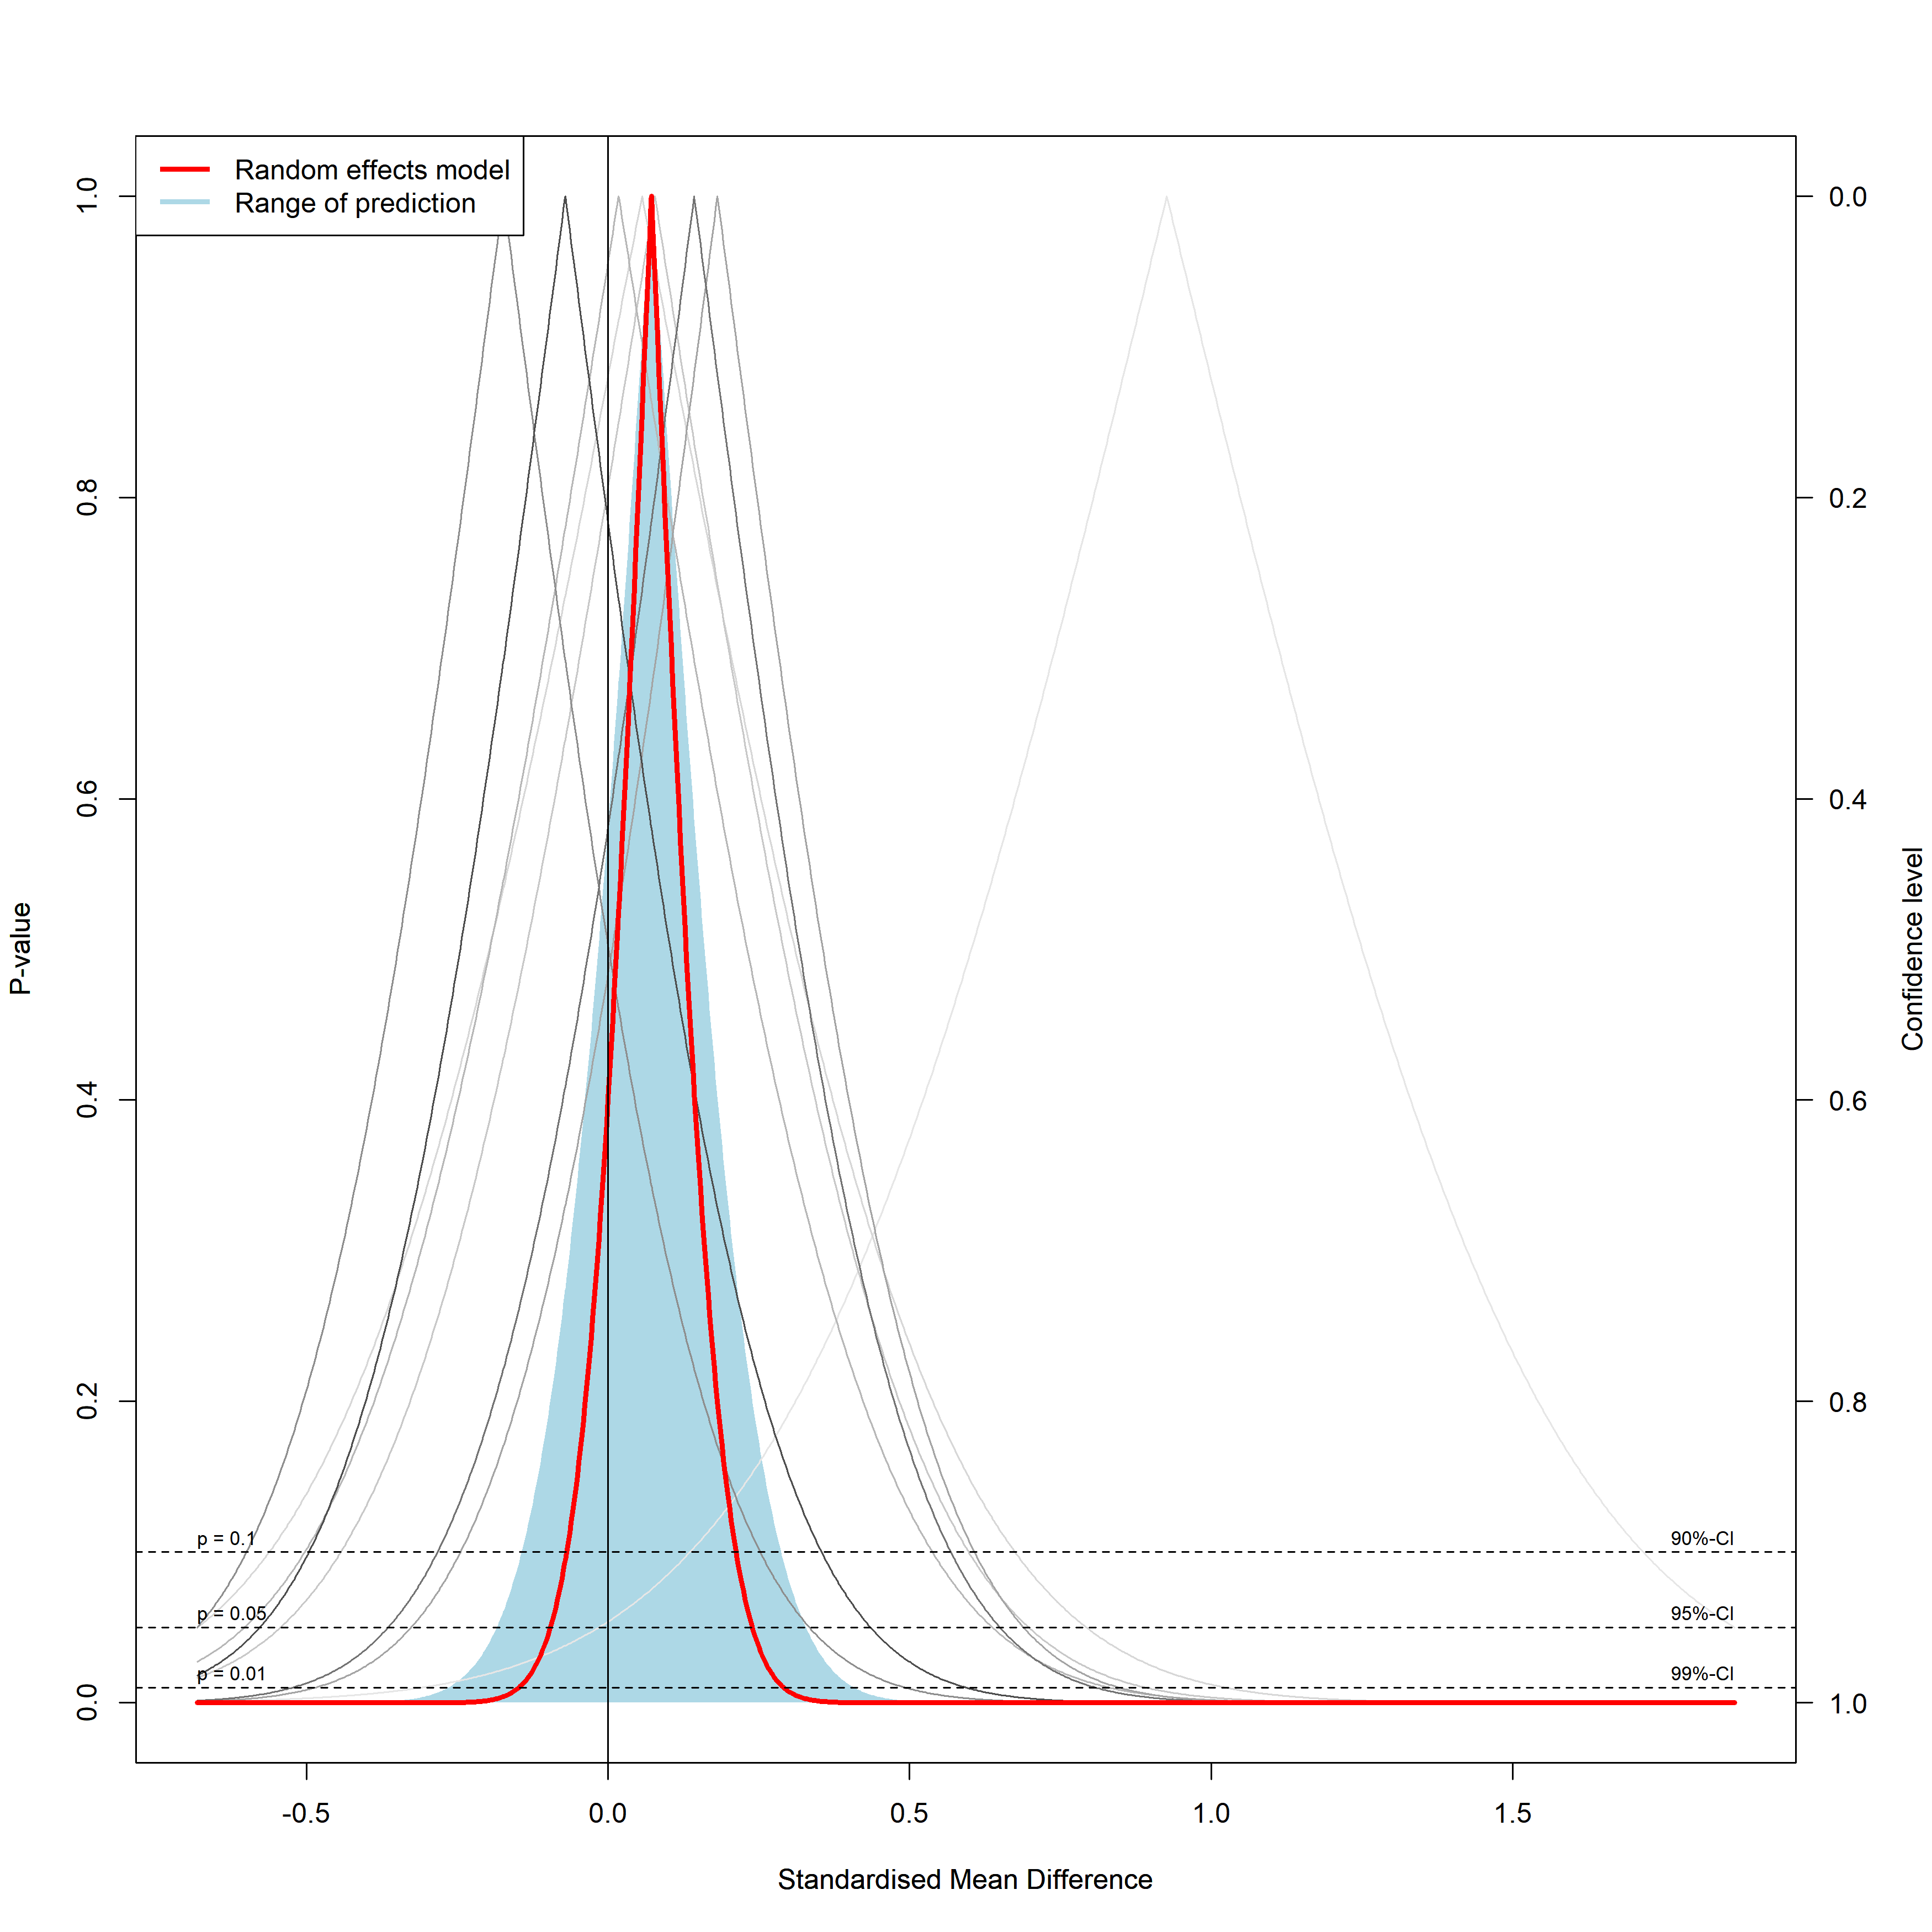 Random effects model
Range of prediction
1.0
0.8
0.6
0.4
0.2
0.0
P-value
0.0
0.2
0.4
0.6
0.8
1.0
Confidence level
p = 0.1
90%-CI
p = 0.05
95%-CI
p = 0.01
99%-CI
-0.5
0.0
0.5
1.0
1.5
Standardised Mean Difference